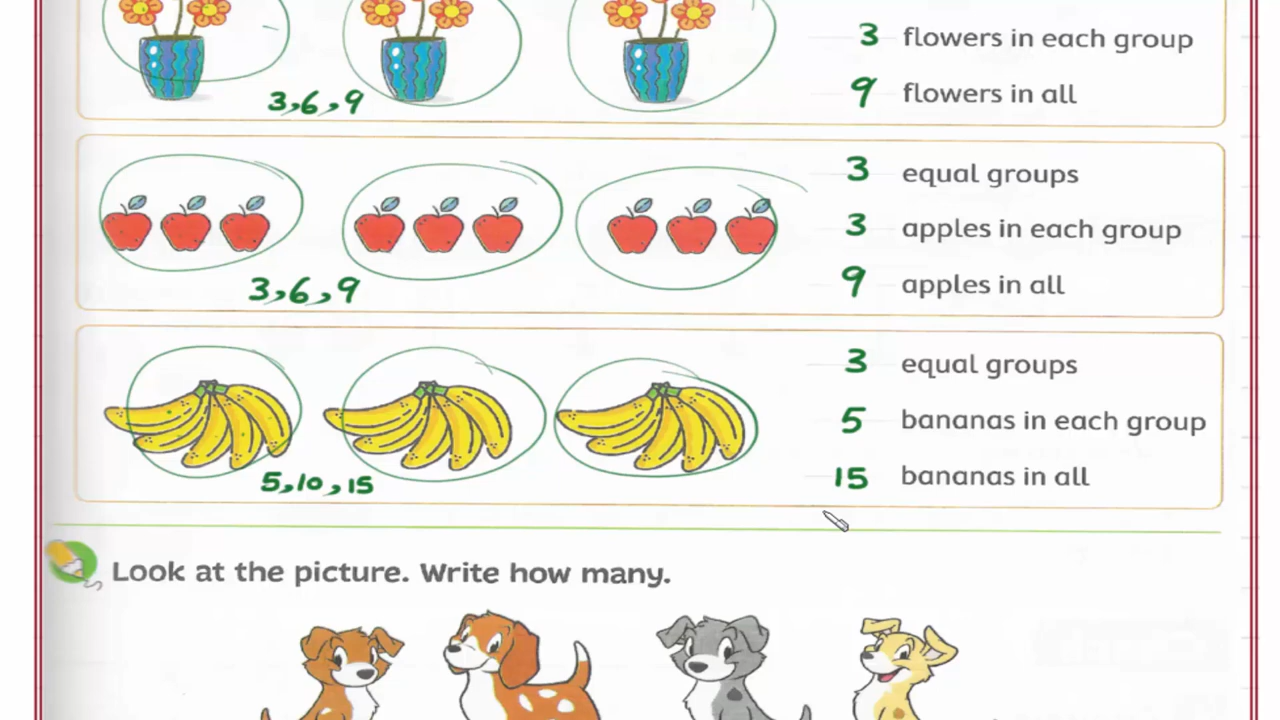 3 flowers in each group
9 flowers in all
3,6,9
3 equal groups
3 apples in each group
9 apples in all
3,6,9
3 equal groups
5 bananas in each group
15 bananas in all
5,10,15
Look at the picture. Write how many.